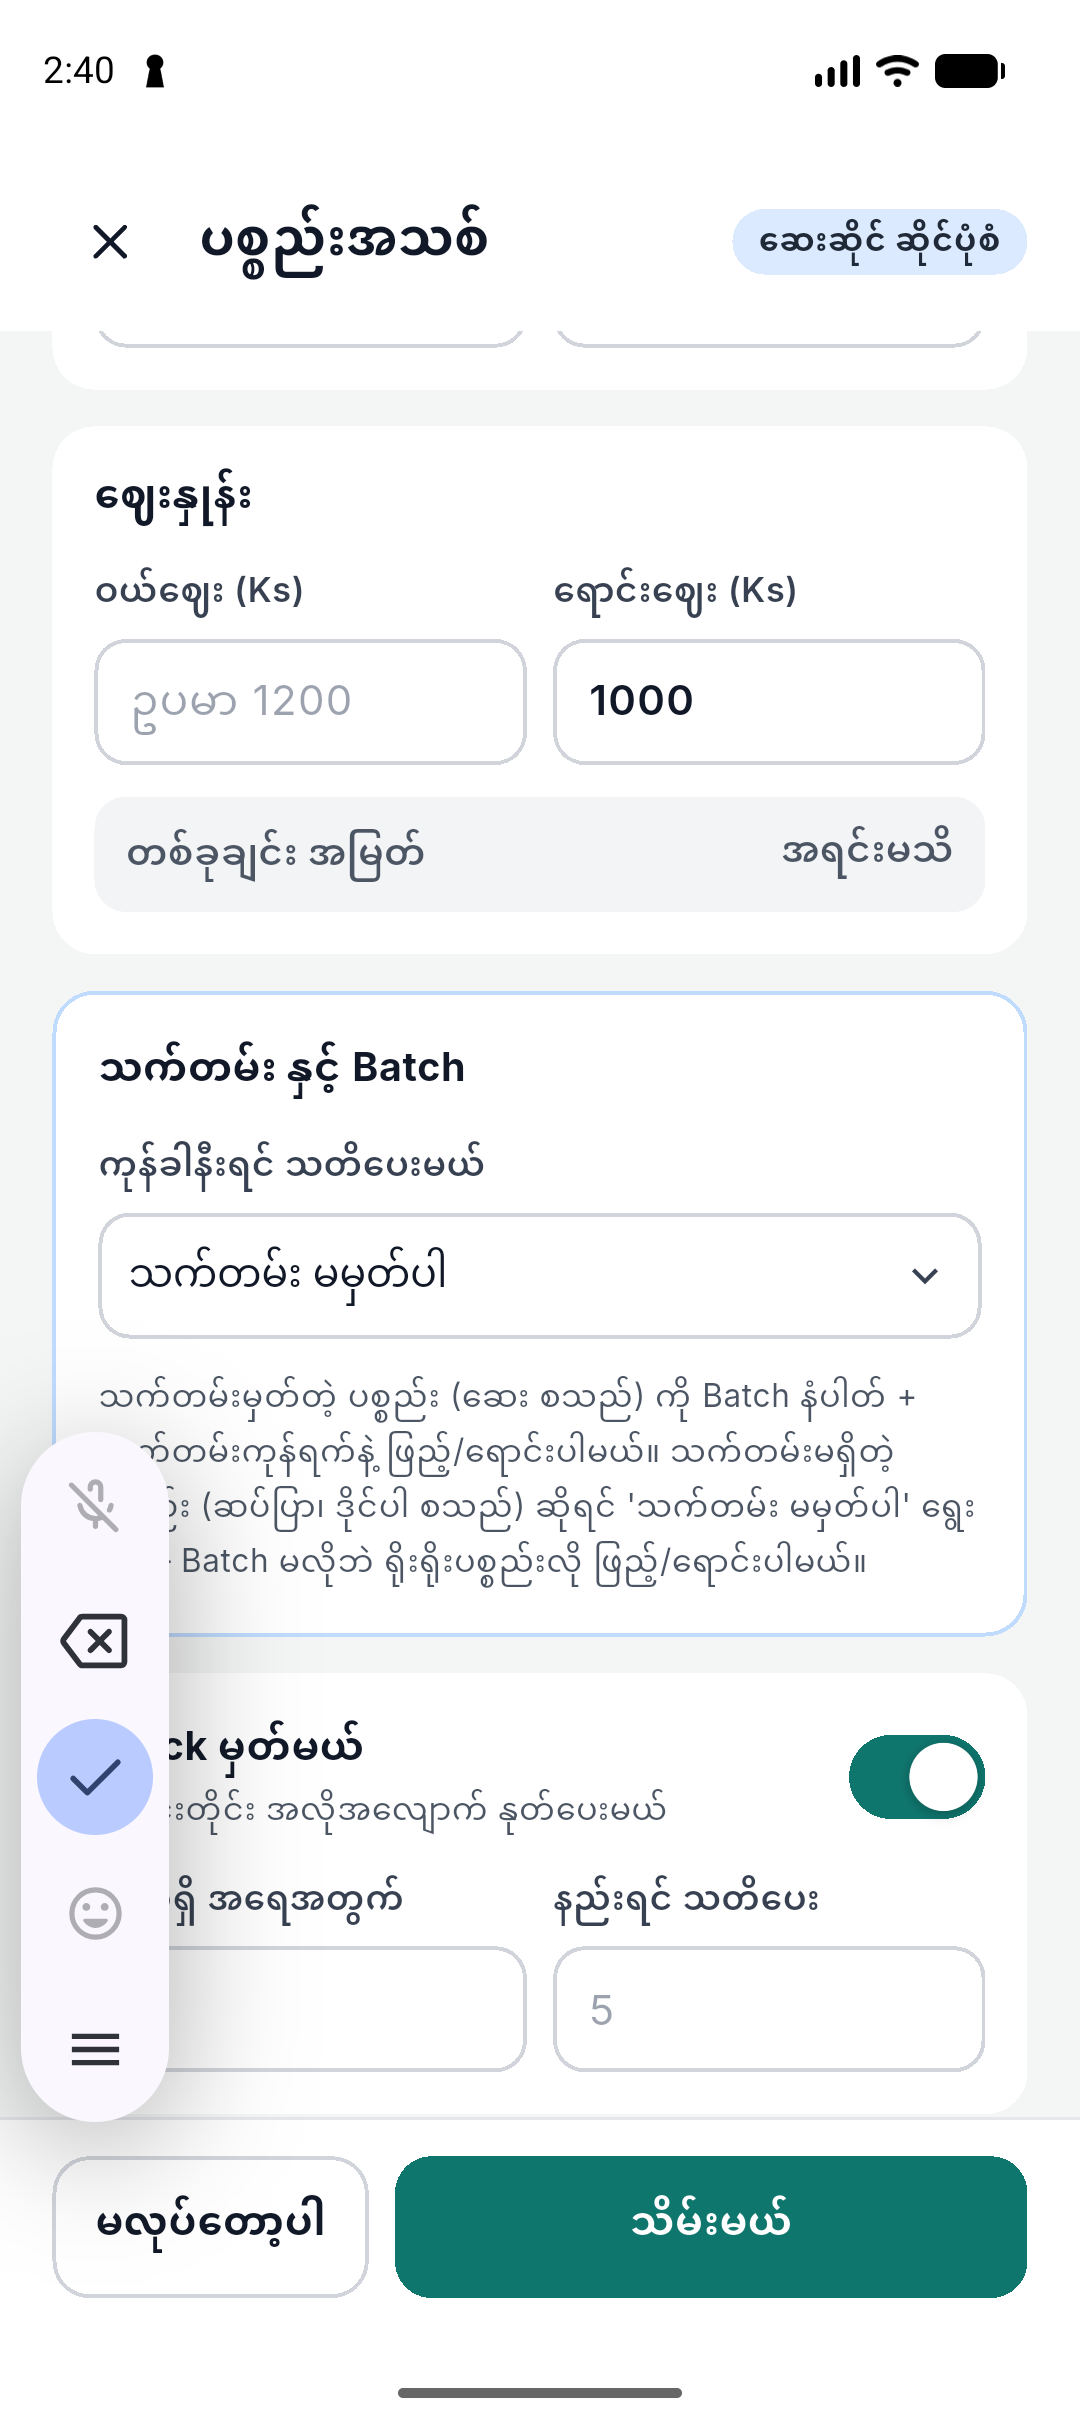 2:40
ပစ္စည်းအသစ်
ဆေးဆိုင် ဆိုင်ပုံစံ
ဈေးနှုန်း
ဝယ်ဈေး (Ks)
ရောင်းဈေး (Ks)
ဥပမာ 1200
1000
တစ်ခုချင်း အမြတ်
အရင်းမသိ
သက်တမ်း နှင့် Batch
ကုန်ခါနီးရင် သတိပေးမယ်
သက်တမ်း မမှတ်ပါ
သက်တမ်းမှတ်တဲ့ ပစ္စည်း (ဆေး စသည်) ကို Batch နံပါတ် +
က်တမ်းကုန်ရက်နဲ့ ဖြည့်/ရောင်းပါမယ်။ သက်တမ်းမရှိတဲ့
(ဆပ်ပြာ၊ ဒိုင်ပါ စသည်) ဆိုရင် 'သက်တမ်း မမှတ်ပါ' ရွေး
Batch မလိုဘဲ ရိုးရိုးပစ္စည်းလို ဖြည့်/ရောင်းပါမယ်။
ck မှတ်မယ်
းတိုင်း အလိုအလျောက် နုတ်ပေးမယ်
ရှိ အရေအတွက်
နည်းရင် သတိပေး
5
မလုပ်တော့ပါ
သိမ်းမယ်